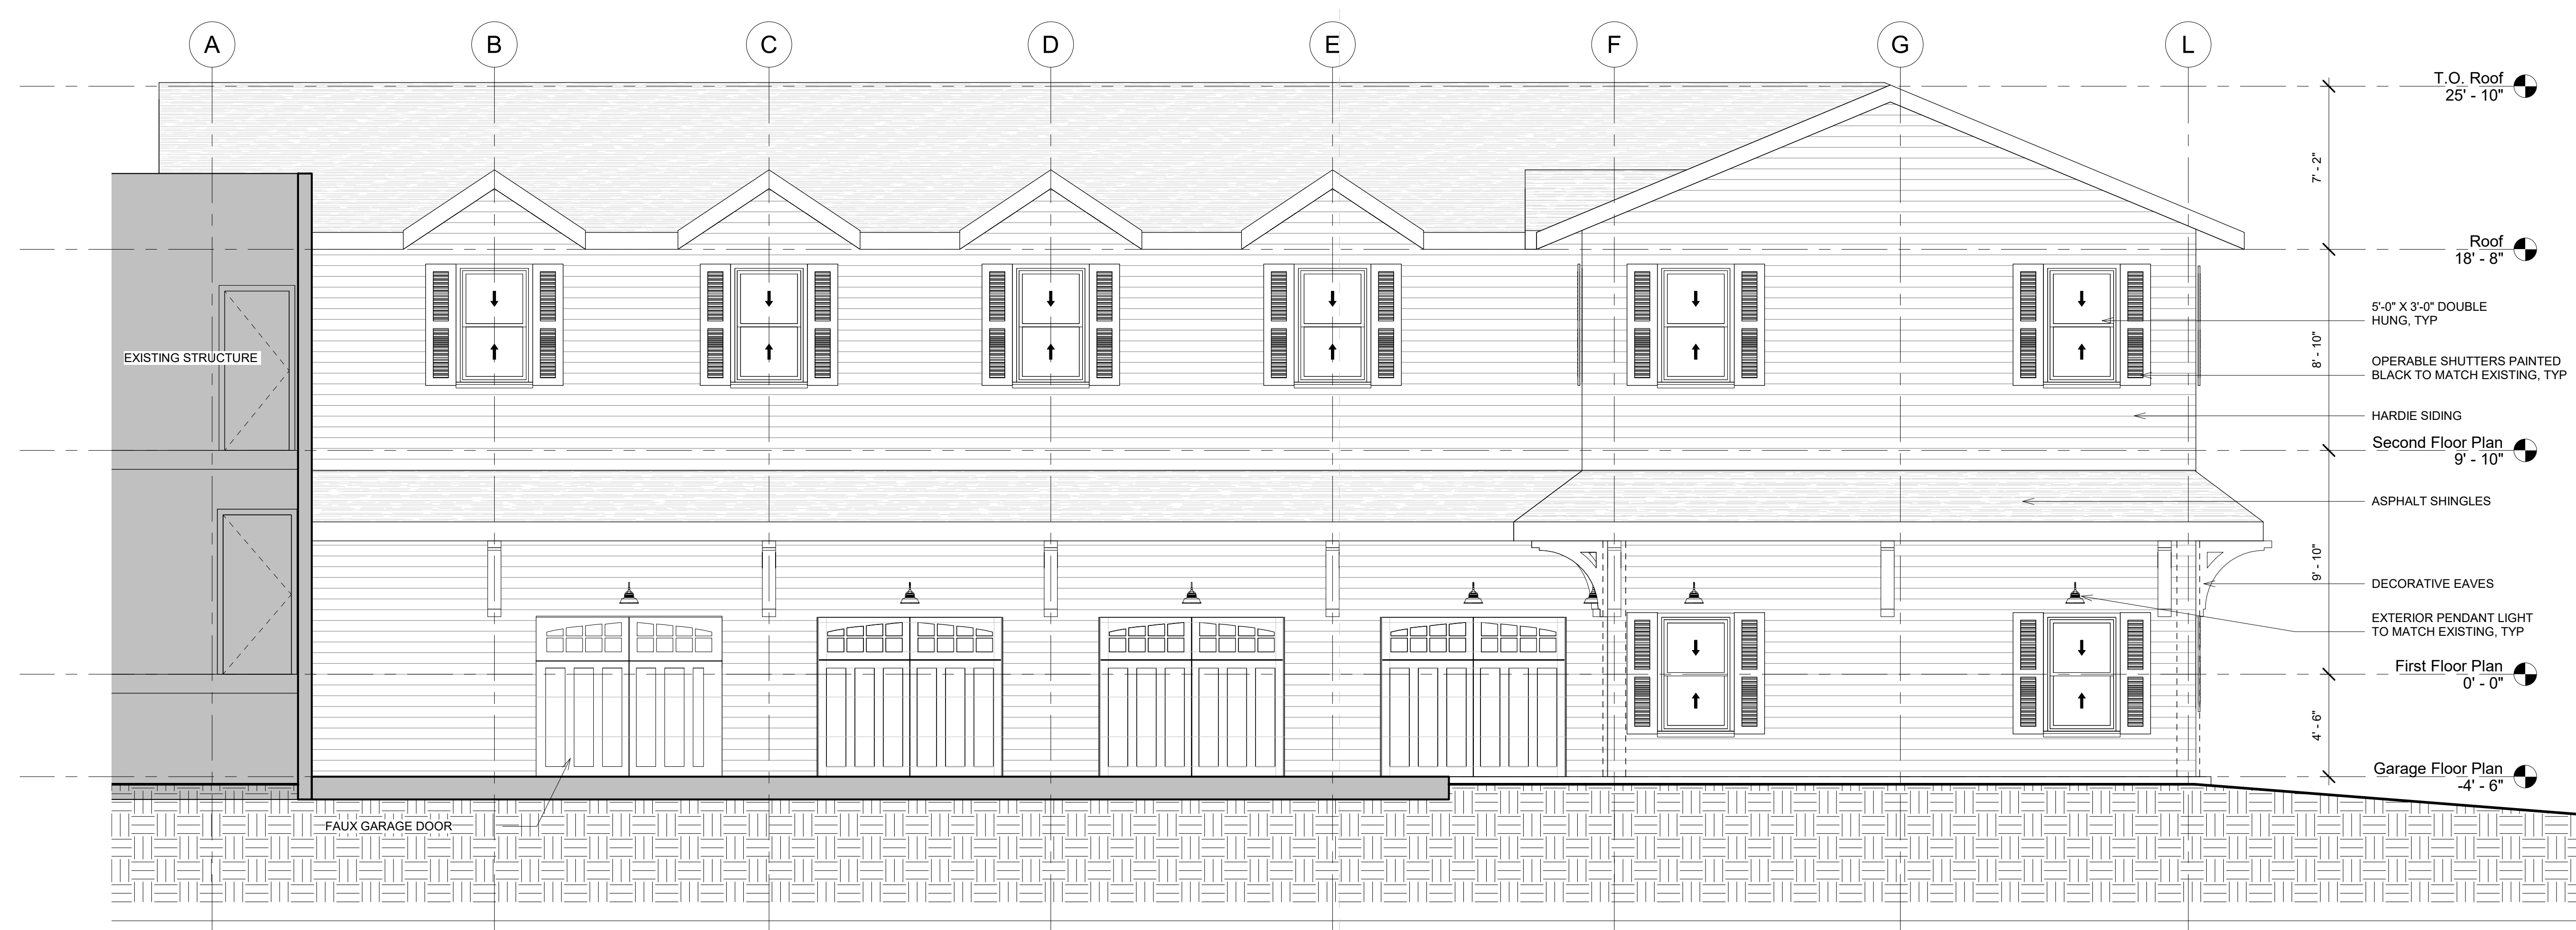 A
B
C
D
E
F
G
L
T.O. Roof
25' - 10"
7' - 2"
Roof
18' - 8"
5'-0" X 3'-0" DOUBLE
HUNG, TYP
8' - 10"
EXISTING STRUCTURE
OPERABLE SHUTTERS PAINTED
BLACK TO MATCH EXISTING, TYP
HARDIE SIDING
Second Floor Plan
9' - 10"
ASPHALT SHINGLES
9' - 10"
DECORATIVE EAVES
EXTERIOR PENDANT LIGHT
TO MATCH EXISTING, TYP
First Floor Plan
0' - 0"
4' - 6"
Garage Floor Plan
-4' - 6"
FAUX GARAGE DOOR